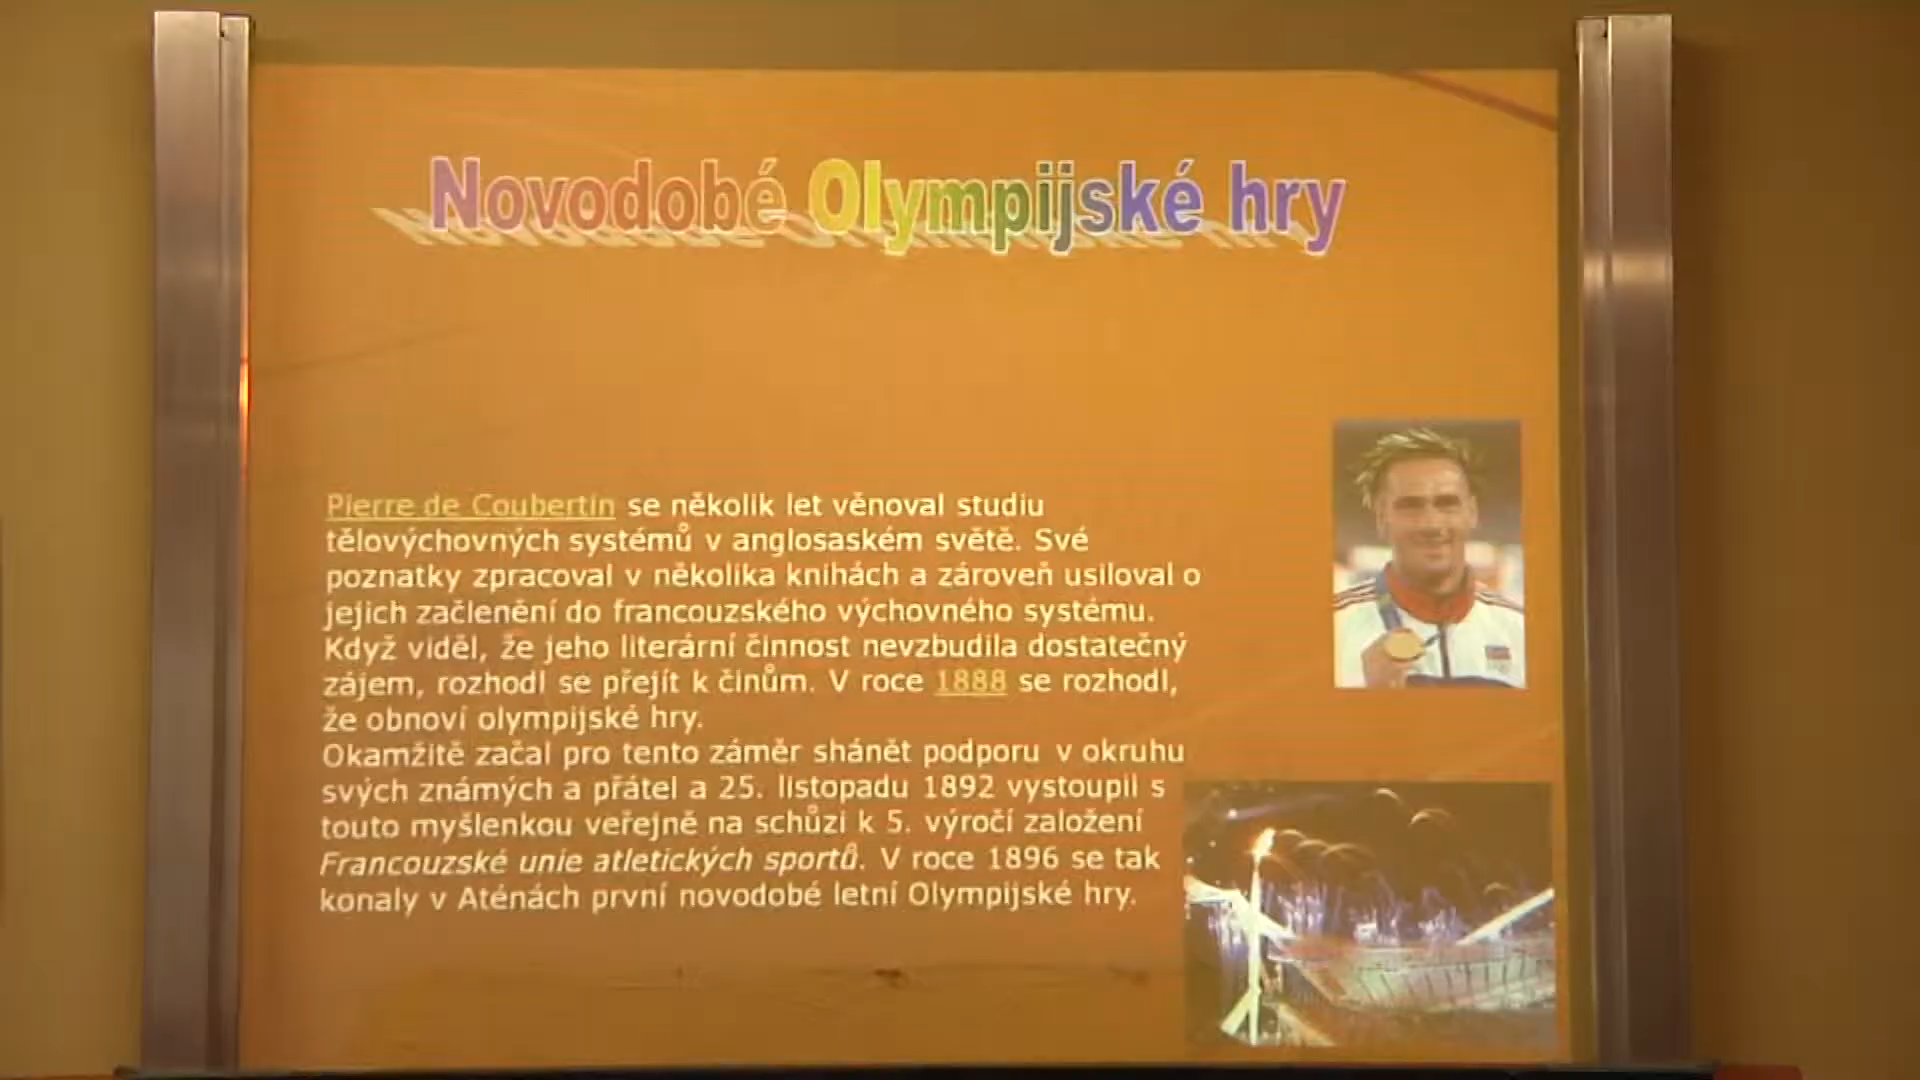 Novodobé Olympijské hry
Pierre de Coubertin se několik let věnoval studiu
tělovýchovných systémů v anglosaském světě. Své
poznatky zpracoval v několika knihách a zároveň usiloval o
jejich začlenění do francouzského výchovného systému.
Když viděl, že jeho literární činnost nevzbudila dostatečný
zájem, rozhodl se přejít k činům. V roce 1888 se rozhodl,
že obnoví olympijské hry.
Okamžitě začal pro tento záměr shánět podporu v okruhu
svých známých a přátel a 25. listopadu 1892 vystoupil s
touto myšlenkou veřejně na schůzi k 5. výročí založení
Francouzské unie atletických sportů. V roce 1896 se tak
konaly v Aténách první novodobé letní Olympijské hry.